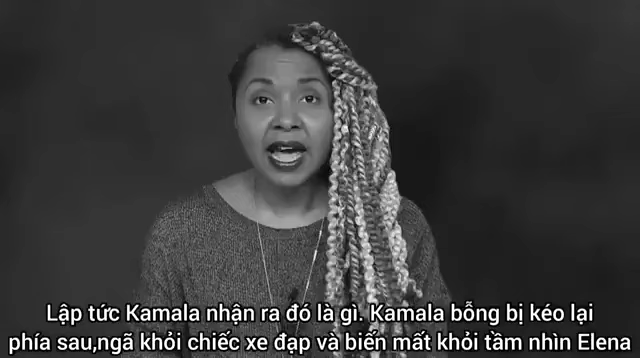 Lập tức Kamala nhận ra đó là gì. Kamala bỗng bị kéo lại
phía sau,ngã khỏi chiếc xe đạp và biến mất khỏi tầm nhìn Elena